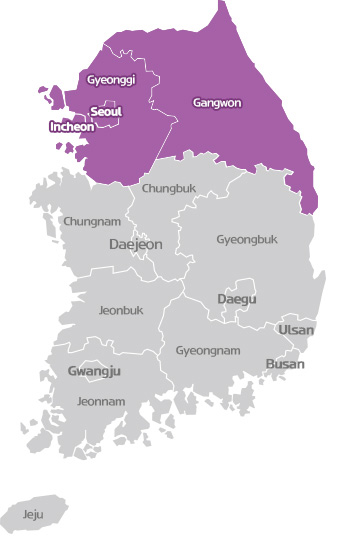 Gyeonggi
Gangwon
Seoul
Incheon
Chungbuk
Chungnam
Daejeon
Gyeongbuk
Daegu
Jeonbuk
Ulsan
Gyeongnam
Busan
Gwangju
Jeonnam
Jeju